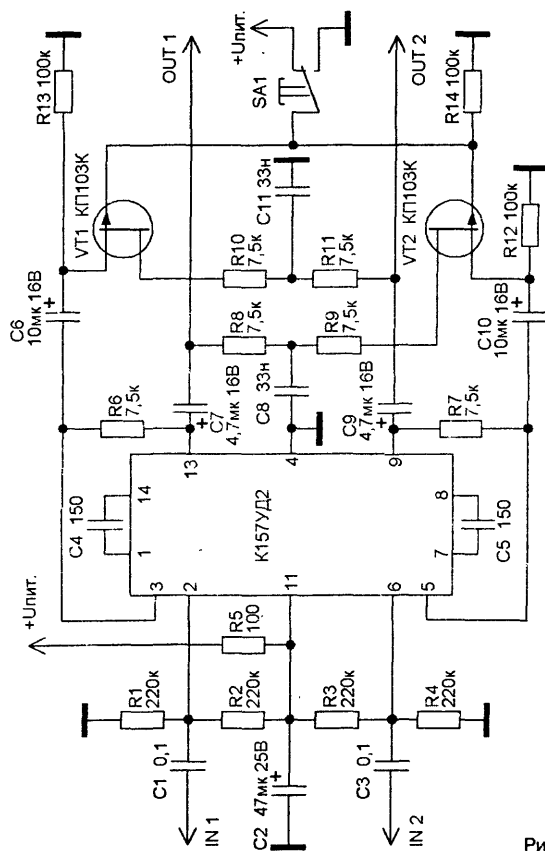 R13 100к
OUT 1
+Uпит.
SA1
OUT 2
R14 100к
VT1 КП103К
C11 33н
VT2 КП103К
R12 100к
C6
10мк 16В
+
R10
7,5к
R11
7,5к
C10
10мк 16В
+
R8
7,5к
R9
7,5к
R6
7,5к
C7
4,7мк 16В
+
C8 33н
C9
4,7мк 16В
+
R7
7,5к
13
4
9
C4 150
14
1
К157УД2
8
7
C5 150
3
2
11
6
5
+Uпит.
R5
100
R1
220к
R2
220к
R3
220к
R4
220к
C1 0,1
C2 47мк 25В
+
C3 0,1
IN 1
IN 2
Ри